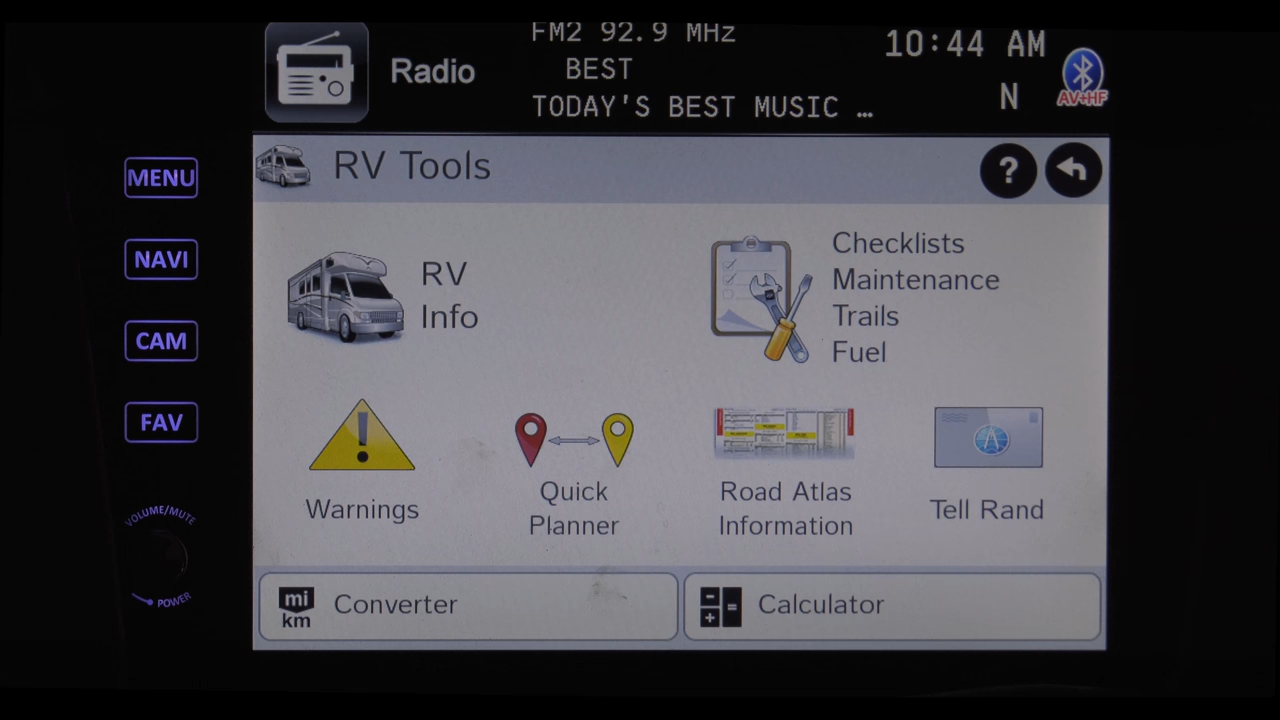 FM2 92.9 MHz
10:44 AM
Radio
BEST
N
AV+HF
TODAY'S BEST MUSIC …
MENU
NAVI
CAM
FAV
VOLUME/MUTE
POWER
RV Tools
?
RV
Info
Checklists
Maintenance
Trails
Fuel
Warnings
Quick
Planner
Road Atlas
Information
Tell Rand
mi
km
Converter
Calculator